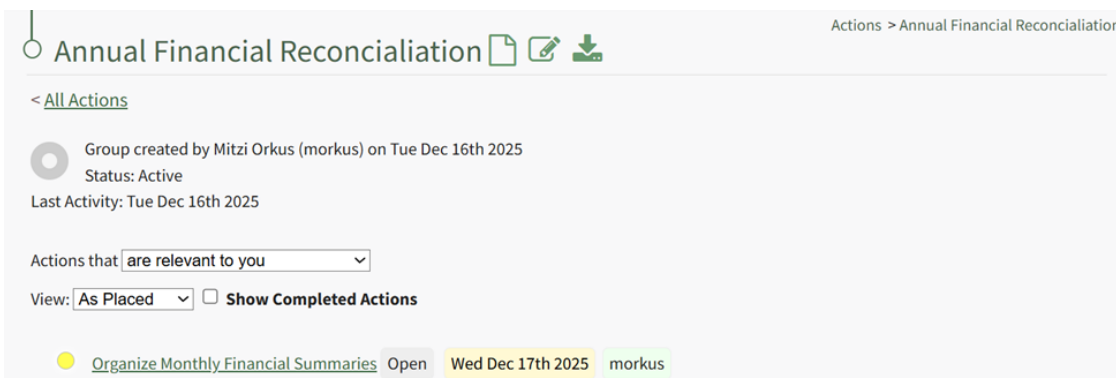 Actions > Annual Financial Reconcialiation
Annual Financial Reconcialiation
< All Actions
Group created by Mitzi Orkus (morkus) on Tue Dec 16th 2025
Status: Active
Last Activity: Tue Dec 16th 2025
Actions that are relevant to you
View: As Placed Show Completed Actions
Organize Monthly Financial Summaries Open Wed Dec 17th 2025 morkus